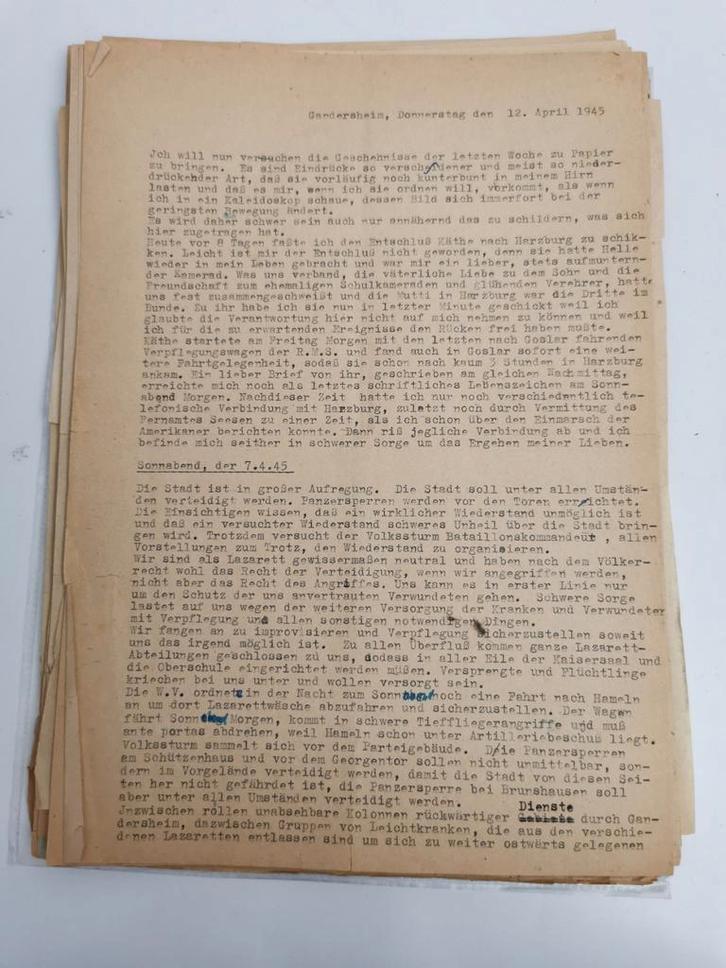 Gandersheim, Donnerstag den 12. April 1945
Jch will nun versuchen die Geschehnisse der letzten Woche zu Papier
zu bringen. Es sind Eindrücke so verschedener und meist so nieder-
drückender Art, daß sie vorläufig noch kunterbunt in meinem Hirn
lasten und daß es mir, wenn ich sie ordnen will, vorkommt, als wenn
ich in ein Kaleidoskop schaue, dessen Bild sich immerfort bei der
geringsten Bewegung ändert.
Es wird daher schwer sein auch nur annähernd das zu schildern, was sich
hier zugetragen hat.
Heute vor 8 Tagen faßte ich den Entschluß Käthe nach Harzburg zu schik-
ken. Leicht ist mir der Entschluß nicht geworden, denn sie hatte Helle
wieder in mein Leben gebracht und war mir ein lieber, stets aufmuntern-
der Kamerad. Was uns verband, die väterliche Liebe zu dem Sohn und die
Freundschaft zum ehemaligen Schulkameraden und glühenden Verehrer, hatte
uns fest zusammengeschweißt und die Mutti in Harzburg war die Dritte im
Bunde. Zu ihr habe ich sie nun in letzter Minute geschickt weil ich
glaubte die Verantwortung hier nicht auf mich nehmen zu können und weil
ich für die zu erwartenden Ereignisse den Rücken frei haben mußte.
Käthe startete am Freitag Morgen mit den letzten nach Goslar fahrenden
Verpflegungswagen der R.M.S. und fand auch in Goslar sofort eine wei-
tere Fahrtgelegenheit, sodaß sie schon nach kaum 3 Stunden in Harzburg
ankam. Ein lieber Brief von ihr, geschrieben am gleichen Nachmittag,
erreichte mich noch als letztes schriftliches Lebenszeichen am Sonn-
abend Morgen. Nachdieser Zeit hatte ich nur noch verschiedentlich te-
lefonische Verbindung mit Harzburg, zuletzt noch durch Vermittung des
Fernamtes Seesen zu einer Zeit, als ich schon über den Einmarsch der
Amerikaner berichten konnte. Dann riß jegliche Verbindung ab und ich
befinde mich seither in schwerer Sorge um das Ergehen meiner Lieben.
Sonnabend, der 7.4.45
Die Stadt ist in großer Aufregung. Die Stadt soll unter allen Umstän-
den verteidigt werden. Panzersperren werden vor den Toren errichtet.
Die Einsichtigen wissen, daß ein wirklicher Wiederstand unmöglich ist
und daß ein versuchter Wiederstand schweres Unheil über die Stadt brin-
gen wird. Trotzdem versucht der Volkssturm Bataillonskommandeur , allen
Vorstellungen zum Trotz, den Wiederstand zu organisieren.
Wir sind als Lazarett gewissermaßen neutral und haben nach dem Völker-
recht wohl das Recht der Verteidigung, wenn wir angegriffen werden,
nicht aber das Recht des Angriffes. Uns kann es in erster Linie nur
um den Schutz der uns anvertrauten Verwundeten gehen. Schwere Sorge
lastet auf uns wegen der weiteren Versorgung der Kranken und Verwundeter
mit Verpflegung und allen sonstigen notwendigen Dingen.
Wir fangen an zu improvisieren und Verpflegung sicherzustellen soweit
uns das irgend möglich ist. Zu allen Überfluß kommen ganze Lazarett-
Abteilungen geschlossen zu uns, sodass in aller Eile der Kaisersaal und
die Oberschule eingerichtet werden müßen. Versprengte und Flüchtlinge
kriechen bei uns unter und wollen versorgt sein.
Die W.V. ordnet in der Nacht zum Sonntag noch eine Fahrt nach Hameln
an um dort Lazarettwäsche abzufahren und sicherzustellen. Der Wagen
fährt Sonntag Morgen, kommt in schwere Tieffliegerangriffe und muß
ante portas abdrehen, weil Hameln schon unter Artilleriebeschuß liegt.
Volkssturm sammelt sich vor dem Parteigebäude. Die Panzersperren
am Schützenhaus und vor dem Georgentor sollen nicht unmittelbar, son-
dern im Vorgelände verteidigt werden, damit die Stadt von diesen Sei-
ten her nicht gefährdet ist, die Panzersperre bei Brunshausen soll
aber unter allen Umständen verteidigt werden.
Jnzwischen rollen unabsehbare Kolonnen rückwärtiger Dienste durch Gan-
dersheim, dazwischen Gruppen von Leichtkranken, die aus den verschie-
denen Lazaretten entlassen sind um sich zu weiter ostwärts gelegenen